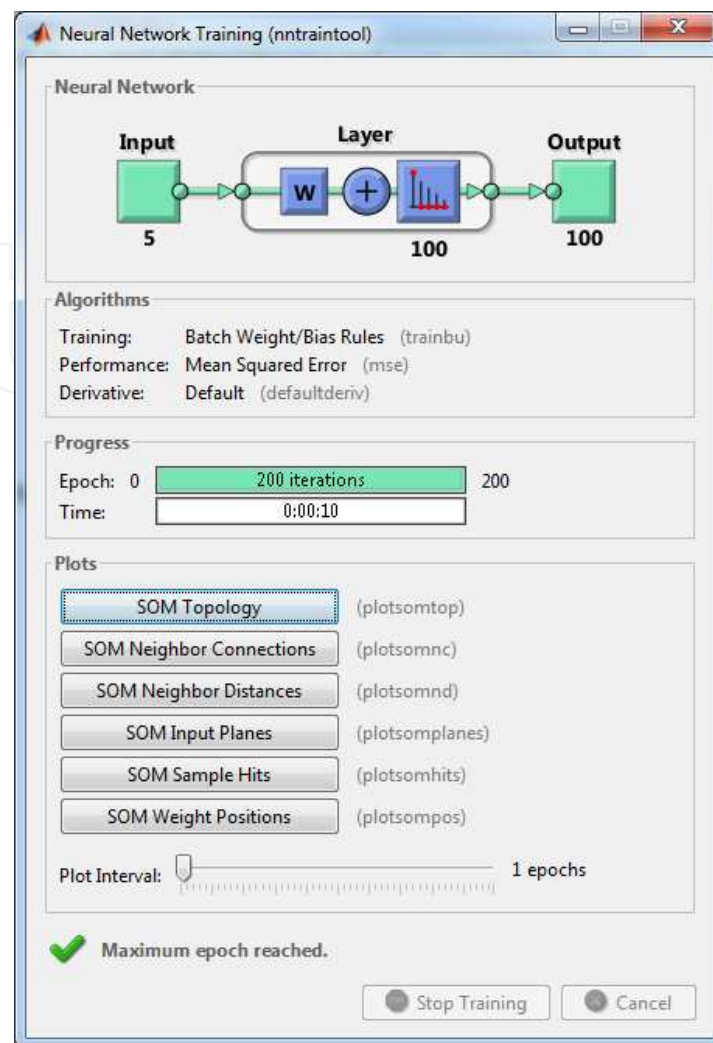 Neural Network Training (nntraintool)
Neural Network
Input
Layer
Output
W
+
5
100
100
Algorithms
Training: Batch Weight/Bias Rules (trainbu)
Performance: Mean Squared Error (mse)
Derivative: Default (defaultderiv)
Progress
Epoch: 0 200 iterations 200
Time: 0:00:10
Plots
SOM Topology (plotsomtop)
SOM Neighbor Connections (plotsomnc)
SOM Neighbor Distances (plotsomnd)
SOM Input Planes (plotsomplanes)
SOM Sample Hits (plotsomhits)
SOM Weight Positions (plotsompos)
Plot Interval: 1 epochs
Maximum epoch reached.
Stop Training Cancel